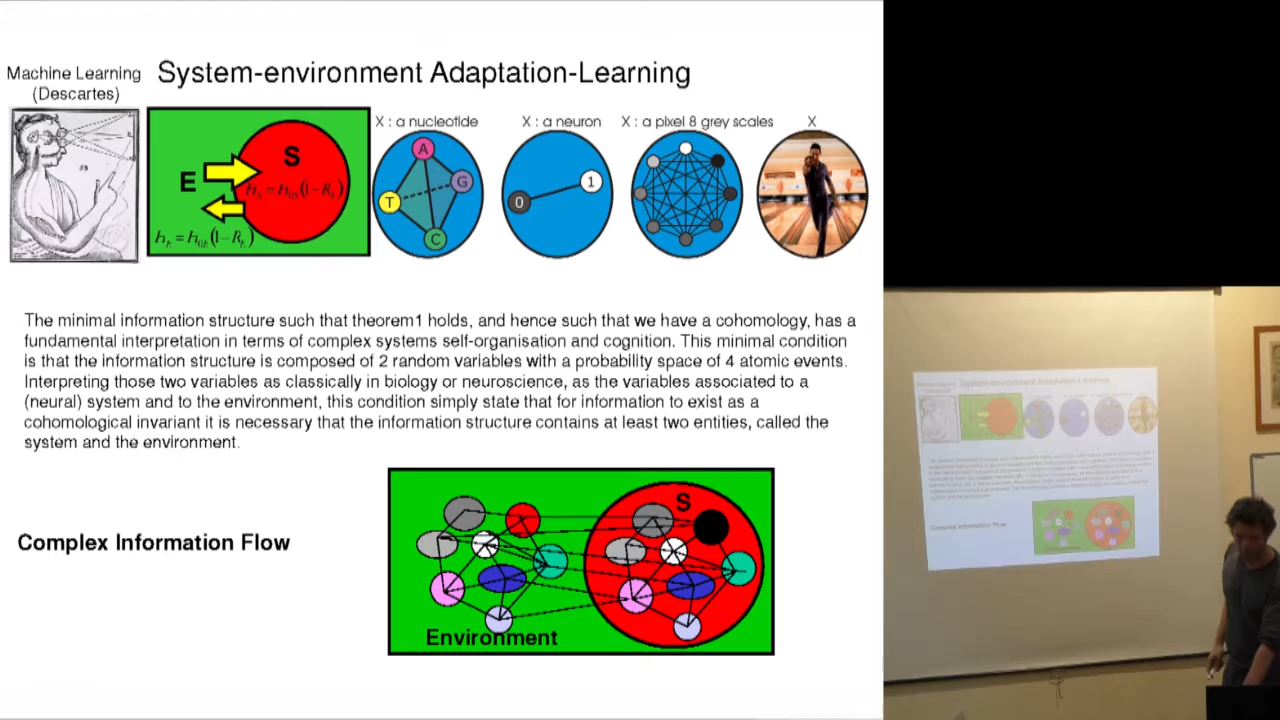 Machine Learning
(Descartes)
System-environment Adaptation-Learning
X : a nucleotide
X : a neuron
X : a pixel 8 grey scales
X
E
S
A
G
T
C
0
1
The minimal information structure such that theorem1 holds, and hence such that we have a cohomology, has a
fundamental interpretation in terms of complex systems self-organisation and cognition. This minimal condition
is that the information structure is composed of 2 random variables with a probability space of 4 atomic events.
Interpreting those two variables as classically in biology or neuroscience, as the variables associated to a
(neural) system and to the environment, this condition simply state that for information to exist as a
cohomological invariant it is necessary that the information structure contains at least two entities, called the
system and the environment.
Complex Information Flow
S
Environment